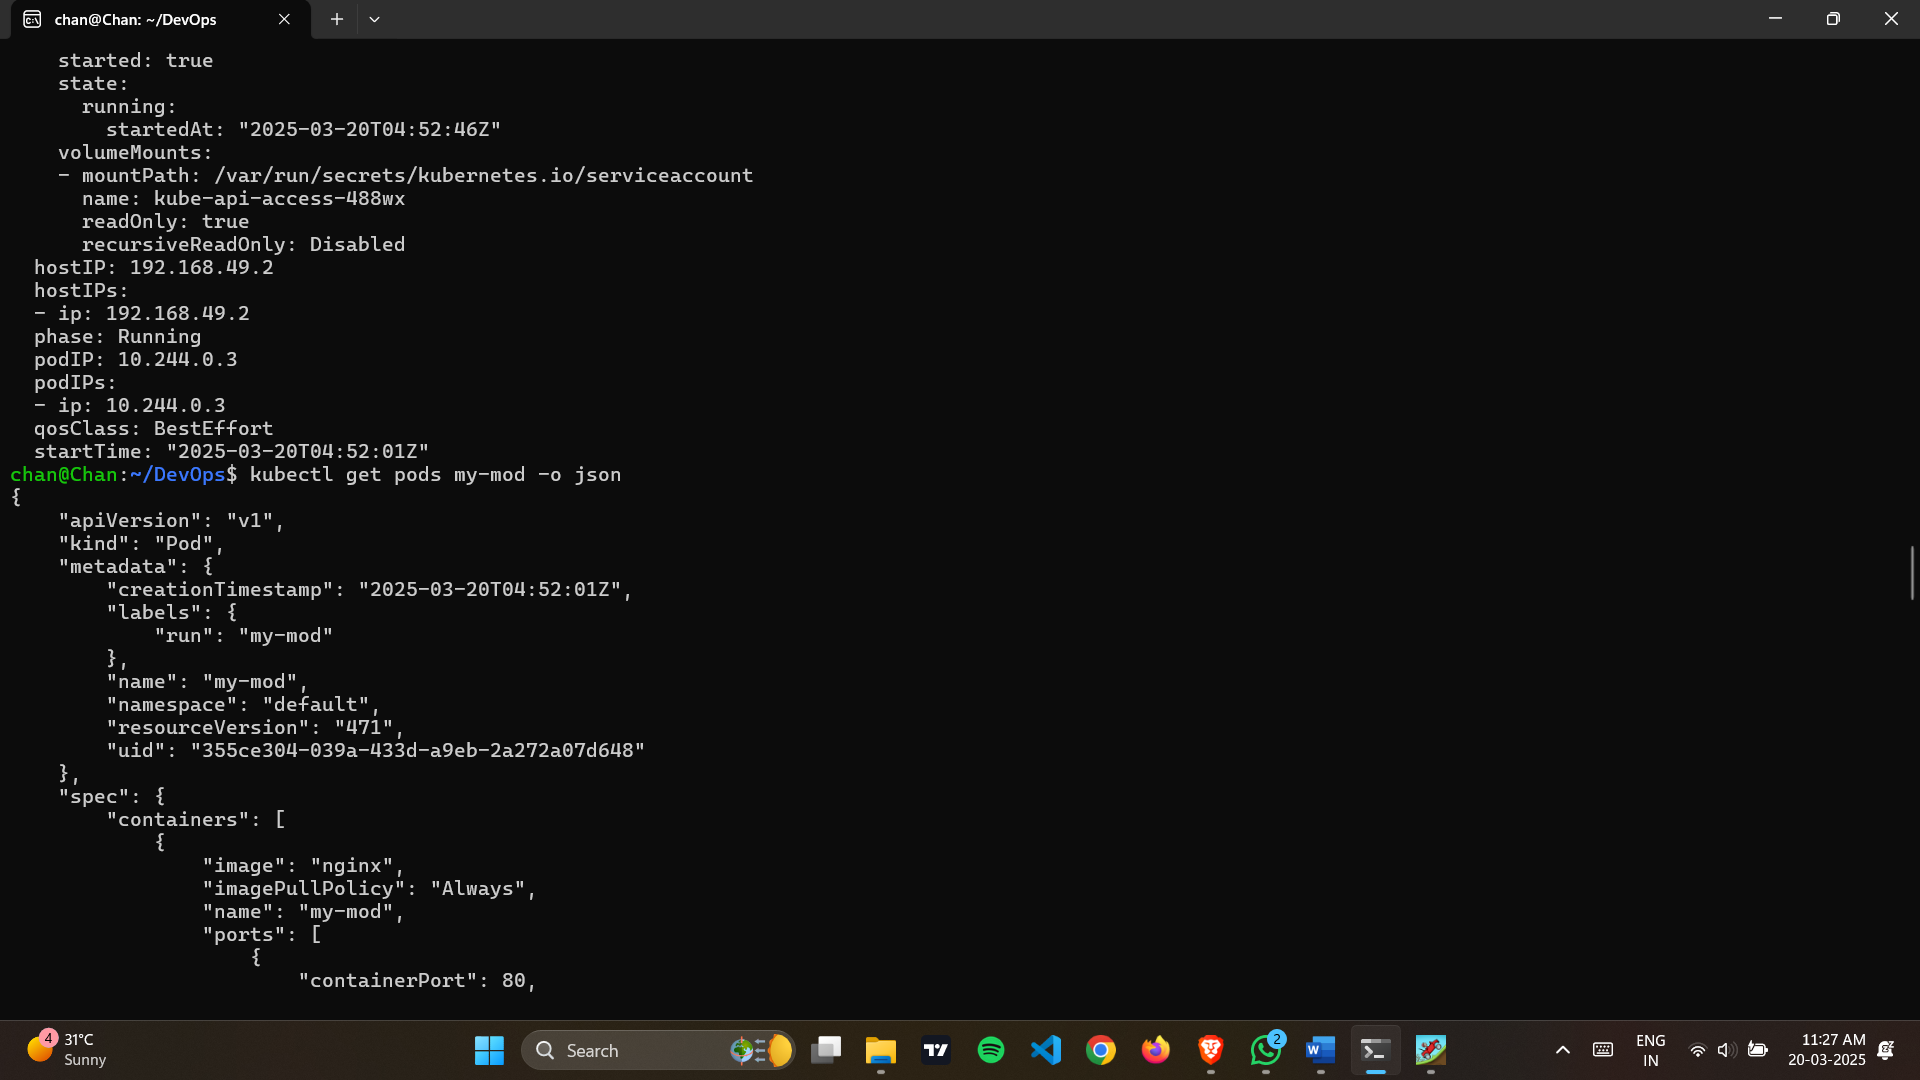 chan@Chan: ~/DevOps
    started: true
    state:
      running:
        startedAt: "2025-03-20T04:52:46Z"
    volumeMounts:
    - mountPath: /var/run/secrets/kubernetes.io/serviceaccount
      name: kube-api-access-488wx
      readOnly: true
      recursiveReadOnly: Disabled
  hostIP: 192.168.49.2
  hostIPs:
  - ip: 192.168.49.2
  phase: Running
  podIP: 10.244.0.3
  podIPs:
  - ip: 10.244.0.3
  qosClass: BestEffort
  startTime: "2025-03-20T04:52:01Z"
chan@Chan:~/DevOps$ kubectl get pods my-mod -o json
{
    "apiVersion": "v1",
    "kind": "Pod",
    "metadata": {
        "creationTimestamp": "2025-03-20T04:52:01Z",
        "labels": {
            "run": "my-mod"
        },
        "name": "my-mod",
        "namespace": "default",
        "resourceVersion": "471",
        "uid": "355ce304-039a-433d-a9eb-2a272a07d648"
    },
    "spec": {
        "containers": [
            {
                "image": "nginx",
                "imagePullPolicy": "Always",
                "name": "my-mod",
                "ports": [
                    {
                        "containerPort": 80,
4
31°C
Sunny
Search
2
ENG
IN
11:27 AM
20-03-2025